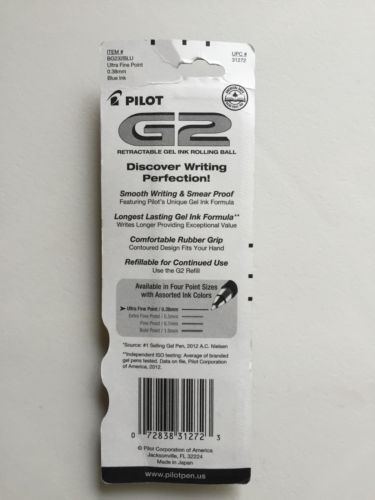 ITEM #
BG232BLU
Ultra Fine Point
0.38mm
Blue Ink
UPC #
31272
PILOT
G2
RETRACTABLE GEL INK ROLLING BALL
Discover Writing
Perfection!
Smooth Writing & Smear Proof
Featuring Pilot's Unique Gel Ink Formula
Longest Lasting Gel Ink Formula**
Writes Longer Providing Exceptional Value
Comfortable Rubber Grip
Contoured Design Fits Your Hand
Refillable for Continued Use
Use the G2 Refill
Available in Four Point Sizes
with Assorted Ink Colors
Ultra Fine Point / 0.38mm
Extra Fine Point / 0.5mm
Fine Point / 0.7mm
Bold Point / 1.0mm
*Source: #1 Selling Gel Pen, 2012 A.C. Nielsen
**Independent ISO testing: Average of branded
gel pens tested. Data on file, Pilot Corporation
of America, 2012.
0 72838 31272 3
© Pilot Corporation of America
Jacksonville, FL 32224
Made in Japan
www.pilotpen.us